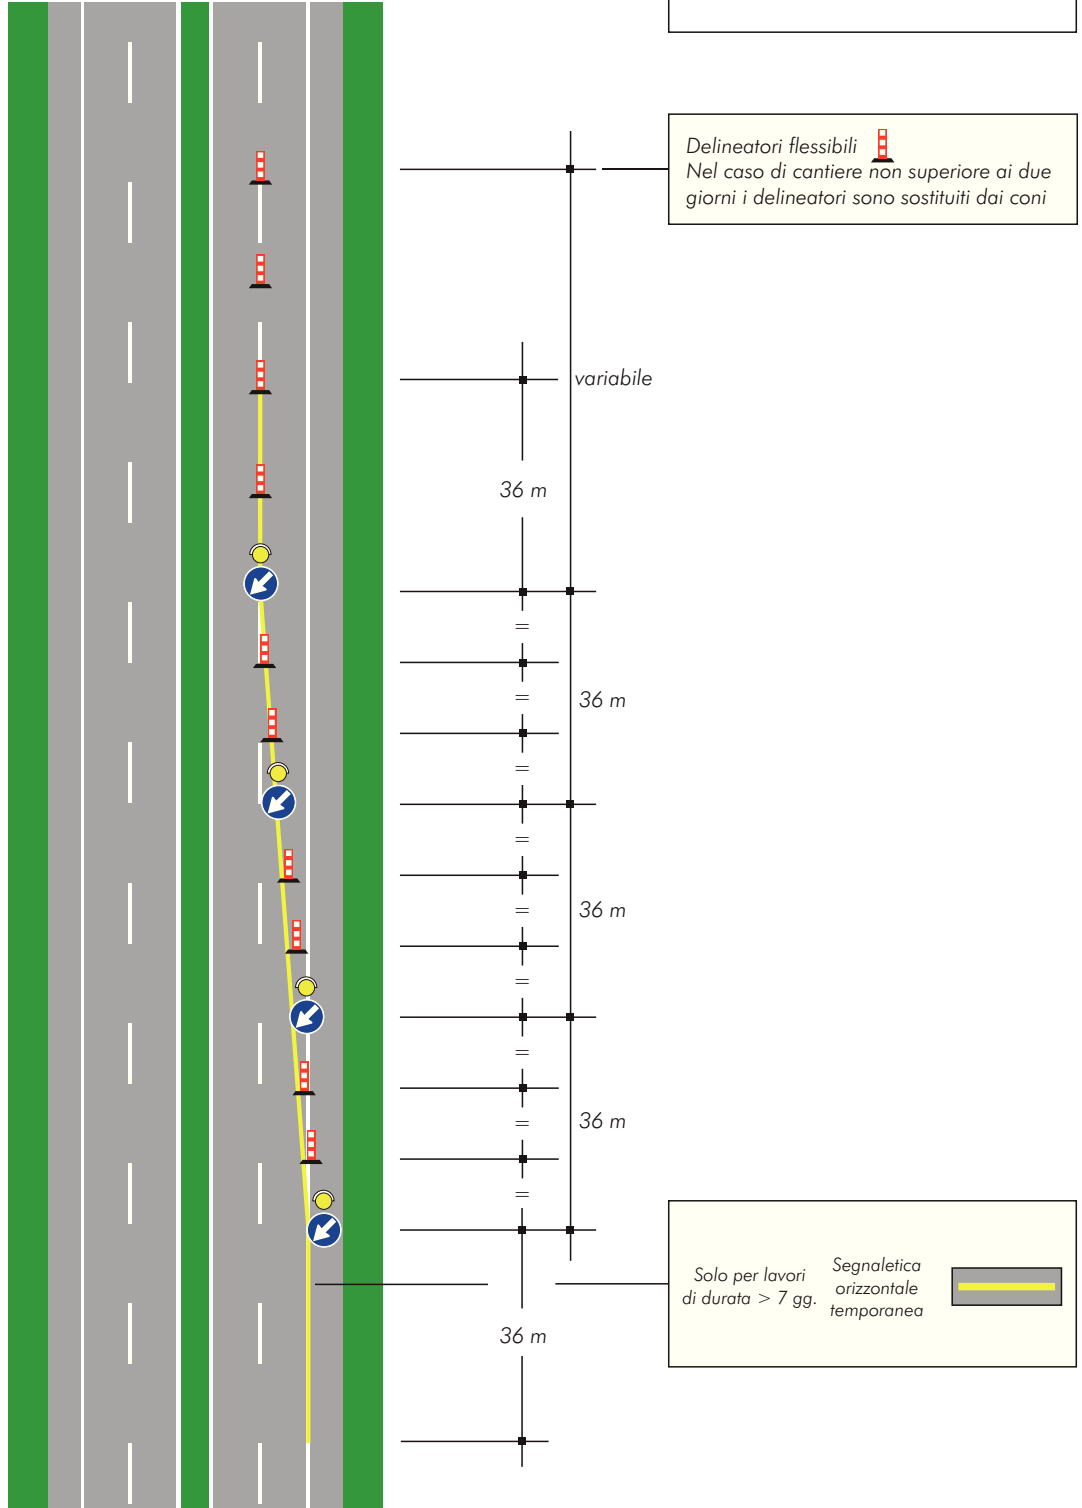 Delineatori flessibili
Nel caso di cantiere non superiore ai due
giorni i delineatori sono sostituiti dai coni
variabile
36 m
=
=
36 m
=
=
=
36 m
=
=
=
36 m
=
Solo per lavori
di durata > 7 gg.
Segnaletica
orizzontale
temporanea
36 m